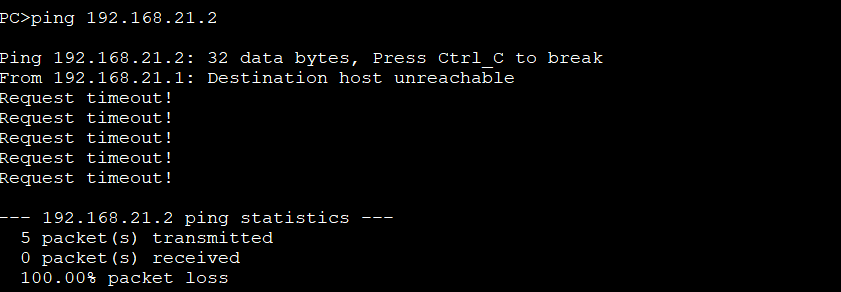 PC>ping 192.168.21.2
Ping 192.168.21.2: 32 data bytes, Press Ctrl_C to break
From 192.168.21.1: Destination host unreachable
Request timeout!
Request timeout!
Request timeout!
Request timeout!
Request timeout!
--- 192.168.21.2 ping statistics ---
5 packet(s) transmitted
0 packet(s) received
100.00% packet loss